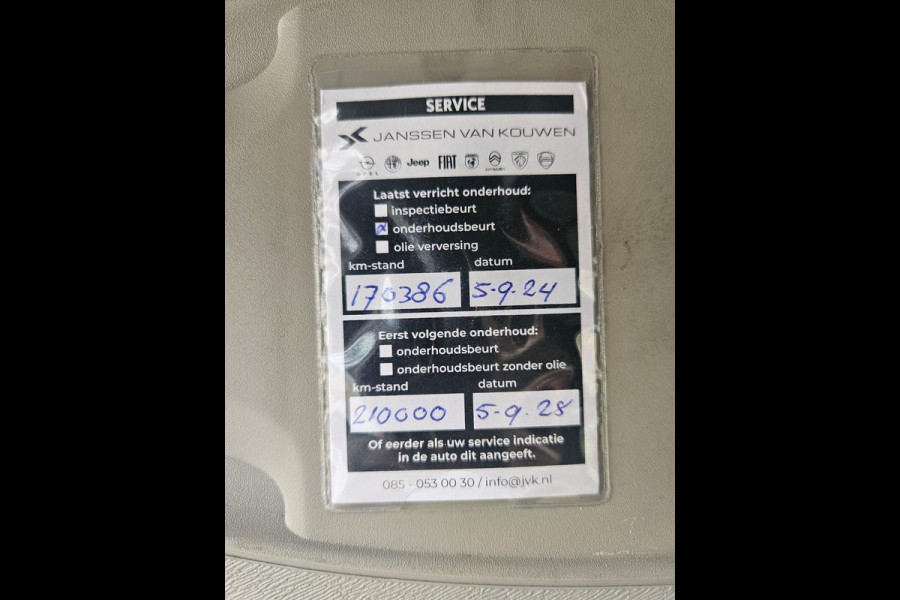 SERVICE
JANSSEN VAN KOUWEN
OPEL Jeep FIAT
Laatst verricht onderhoud:
inspectiebeurt
onderhoudsbeurt
olie verversing
km-stand datum
170386 5-9-24
Eerst volgende onderhoud:
onderhoudsbeurt
onderhoudsbeurt zonder olie
km-stand datum
210000 5-9-28
Of eerder als uw service indicatie
in de auto dit aangeeft.
085 - 053 00 30 / info@jvk.nl